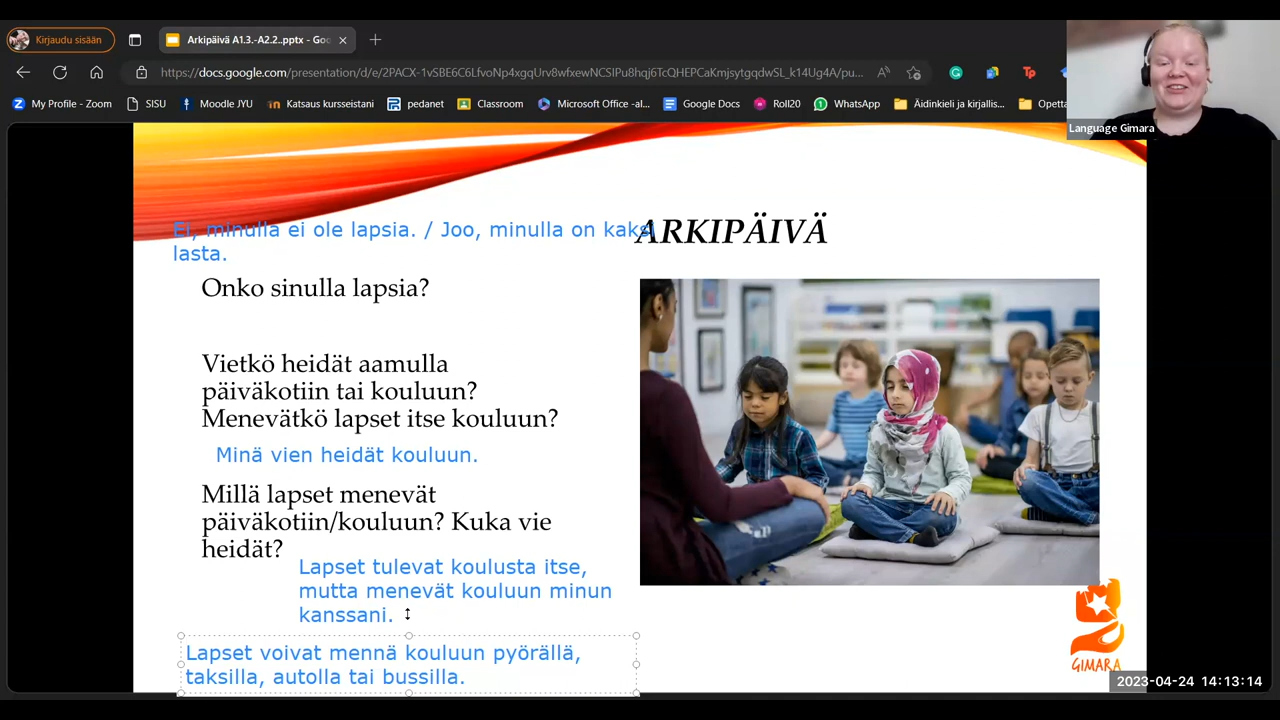 Kirjaudu sisään
Arkipäivä A1.3.-A2.2..pptx - Goo
https://docs.google.com/presentation/d/e/2PACX-1vSBE6C6LfvoNp4xgqUrv8wfxewNCSIPu8hqj6TcQHEPCaKmjsytgqdwSL_k14Ug4A/pu...
My Profile - Zoom
SISU
Moodle JYU
Katsaus kursseistani
pedanet
Classroom
Microsoft Office -al...
Google Docs
Roll20
WhatsApp
Äidinkieli ja kirjallis...
Opetta
Language Gimara
ARKIPÄIVÄ
Ei, minulla ei ole lapsia. / Joo, minulla on kaksi
lasta.
Onko sinulla lapsia?
Vietkö heidät aamulla
päiväkotiin tai kouluun?
Menevätkö lapset itse kouluun?
Minä vien heidät kouluun.
Millä lapset menevät
päiväkotiin/kouluun? Kuka vie
heidät?
Lapset tulevat koulusta itse,
mutta menevät kouluun minun
kanssani.
Lapset voivat mennä kouluun pyörällä,
taksilla, autolla tai bussilla.
GIMARA
2023-04-24 14:13:14